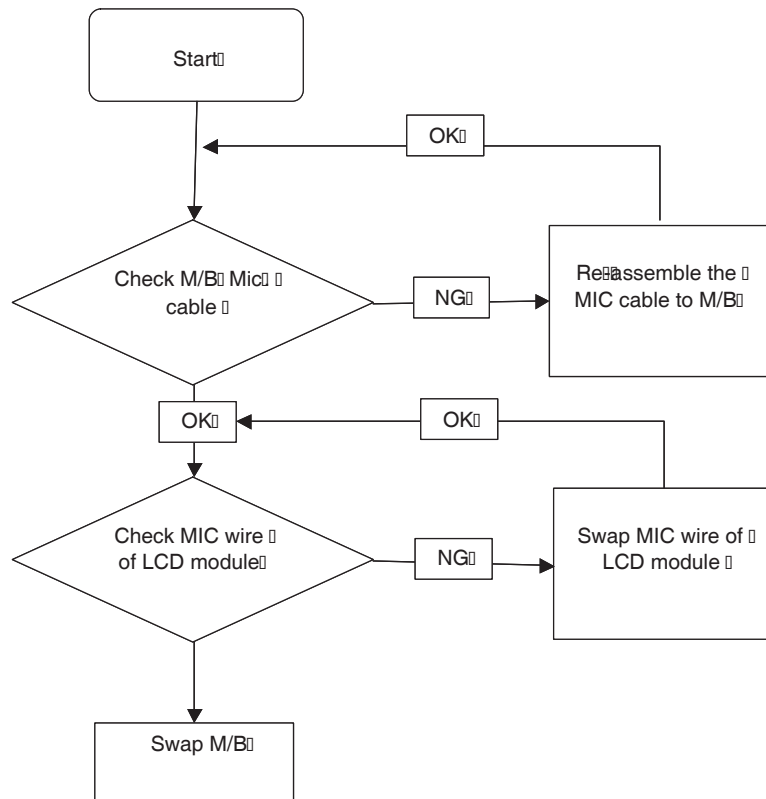 Start
OK
Check M/B Mic
cable
NG
Re-assemble the
MIC cable to M/B
OK
OK
Check MIC wire
of LCD module
NG
Swap MIC wire of
LCD module
Swap M/B